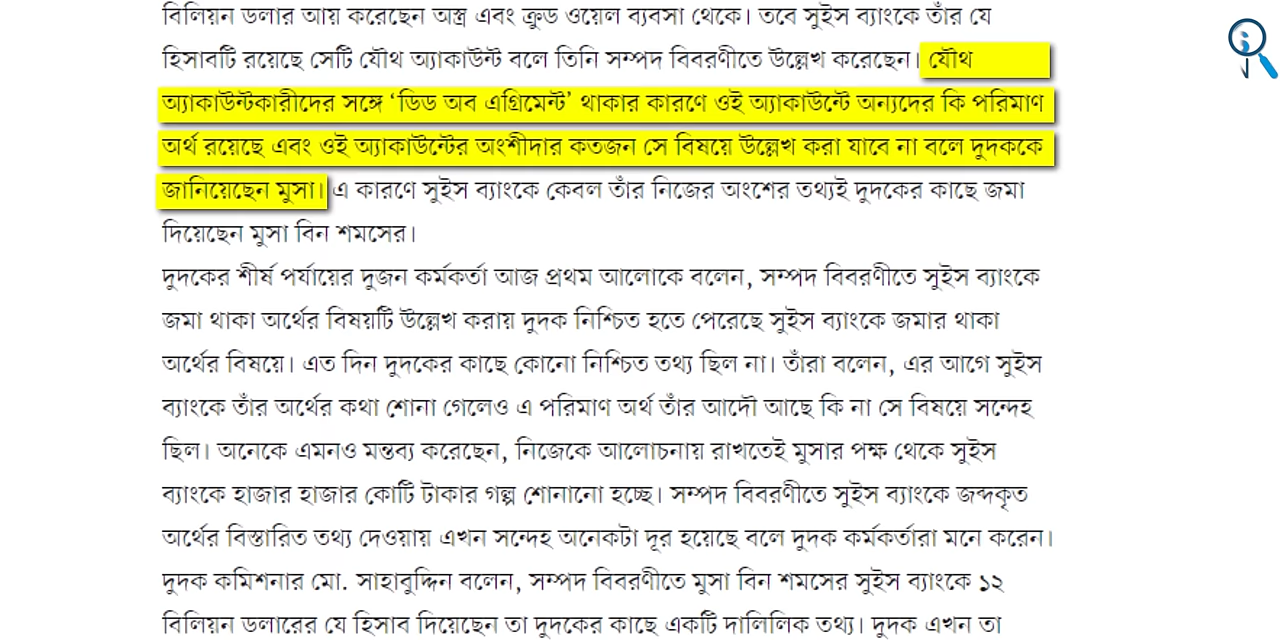 বিলিয়ন ডলার আয় করেছেন অস্ত্র এবং ক্রুড ওয়েল ব্যবসা থেকে। তবে সুইস ব্যাংকে তাঁর যে
হিসাবটি রয়েছে সেটি যৌথ অ্যাকাউন্ট বলে তিনি সম্পদ বিবরণীতে উল্লেখ করেছেন। যৌথ
অ্যাকাউন্টকারীদের সঙ্গে ‘ডিড অব এগ্রিমেন্ট’ থাকার কারণে ওই অ্যাকাউন্টে অন্যদের কি পরিমাণ
অর্থ রয়েছে এবং ওই অ্যাকাউন্টের অংশীদার কতজন সে বিষয়ে উল্লেখ করা যাবে না বলে দুদককে
জানিয়েছেন মুসা। এ কারণে সুইস ব্যাংকে কেবল তাঁর নিজের অংশের তথ্যই দুদকের কাছে জমা
দিয়েছেন মুসা বিন শমসের।
দুদকের শীর্ষ পর্যায়ের দুজন কর্মকর্তা আজ প্রথম আলোকে বলেন, সম্পদ বিবরণীতে সুইস ব্যাংকে
জমা থাকা অর্থের বিষয়টি উল্লেখ করায় দুদক নিশ্চিত হতে পেরেছে সুইস ব্যাংকে জমার থাকা
অর্থের বিষয়ে। এত দিন দুদকের কাছে কোনো নিশ্চিত তথ্য ছিল না। তাঁরা বলেন, এর আগে সুইস
ব্যাংকে তাঁর অর্থের কথা শোনা গেলেও এ পরিমাণ অর্থ তাঁর আদৌ আছে কি না সে বিষয়ে সন্দেহ
ছিল। অনেকে এমনও মন্তব্য করেছেন, নিজেকে আলোচনায় রাখতেই মুসার পক্ষ থেকে সুইস
ব্যাংকে হাজার হাজার কোটি টাকার গল্প শোনানো হচ্ছে। সম্পদ বিবরণীতে সুইস ব্যাংকে জব্দকৃত
অর্থের বিস্তারিত তথ্য দেওয়ায় এখন সন্দেহ অনেকটা দূর হয়েছে বলে দুদক কর্মকর্তারা মনে করেন।
দুদক কমিশনার মো. সাহাবুদ্দিন বলেন, সম্পদ বিবরণীতে মুসা বিন শমসের সুইস ব্যাংকে ১২
বিলিয়ন ডলারের যে হিসাব দিয়েছেন তা দুদকের কাছে একটি দালিলিক তথ্য। দুদক এখন তা